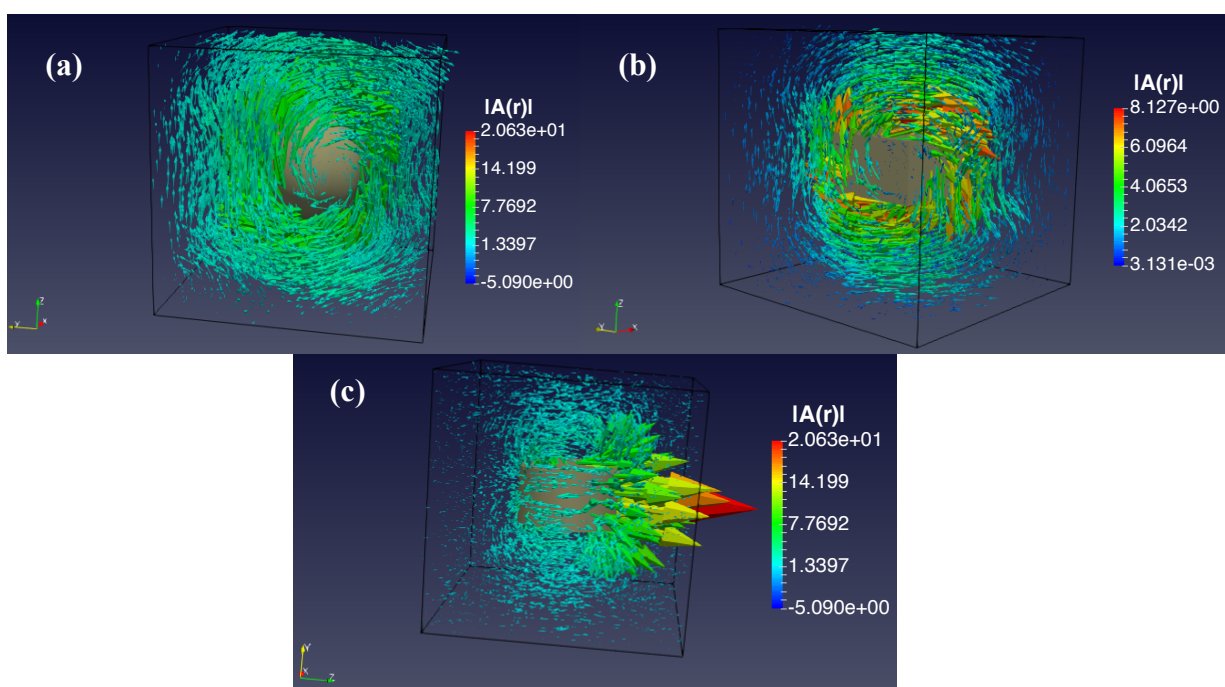 (a)
|A(r)|
2.063e+01
14.199
7.7692
1.3397
-5.090e+00
Z
Y
X
(b)
|A(r)|
8.127e+00
6.0964
4.0653
2.0342
3.131e-03
Z
Y
X
(c)
|A(r)|
2.063e+01
14.199
7.7692
1.3397
-5.090e+00
Y
X
Z